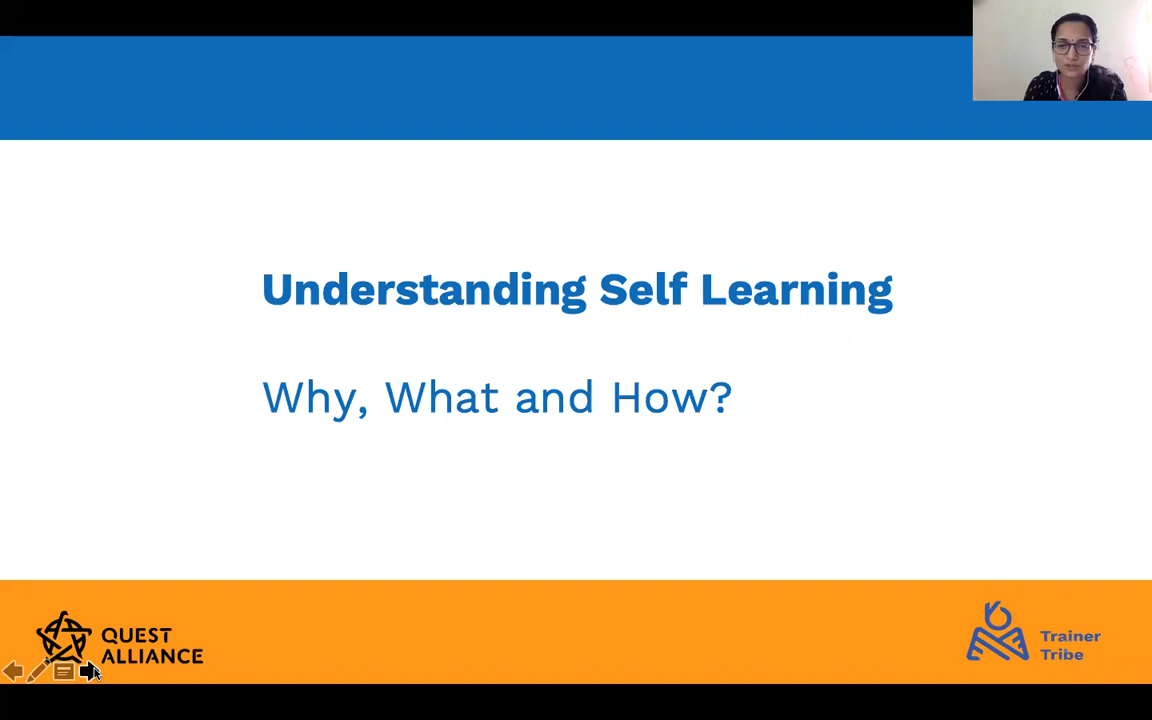 Understanding Self Learning
Why, What and How?
QUEST
ALLIANCE
Trainer
Tribe